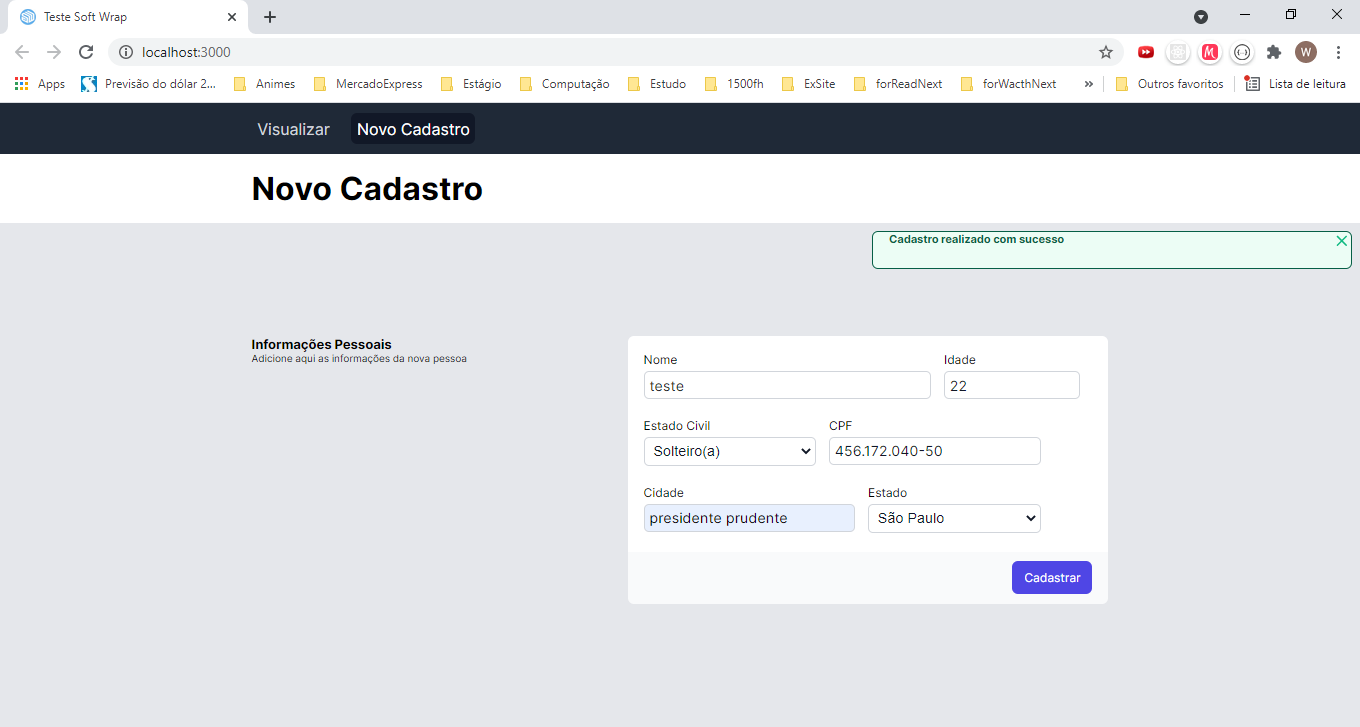 Teste Soft Wrap
localhost:3000
W
Apps Previsão do dólar 2... Animes MercadoExpress Estágio Computação Estudo 1500fh ExSite forReadNext forWacthNext » Outros favoritos Lista de leitura
Visualizar Novo Cadastro
Novo Cadastro
Cadastro realizado com sucesso
Informações Pessoais
Adicione aqui as informações da nova pessoa
Nome Idade
teste 22
Estado Civil CPF
Solteiro(a) 456.172.040-50
Cidade Estado
presidente prudente São Paulo
Cadastrar